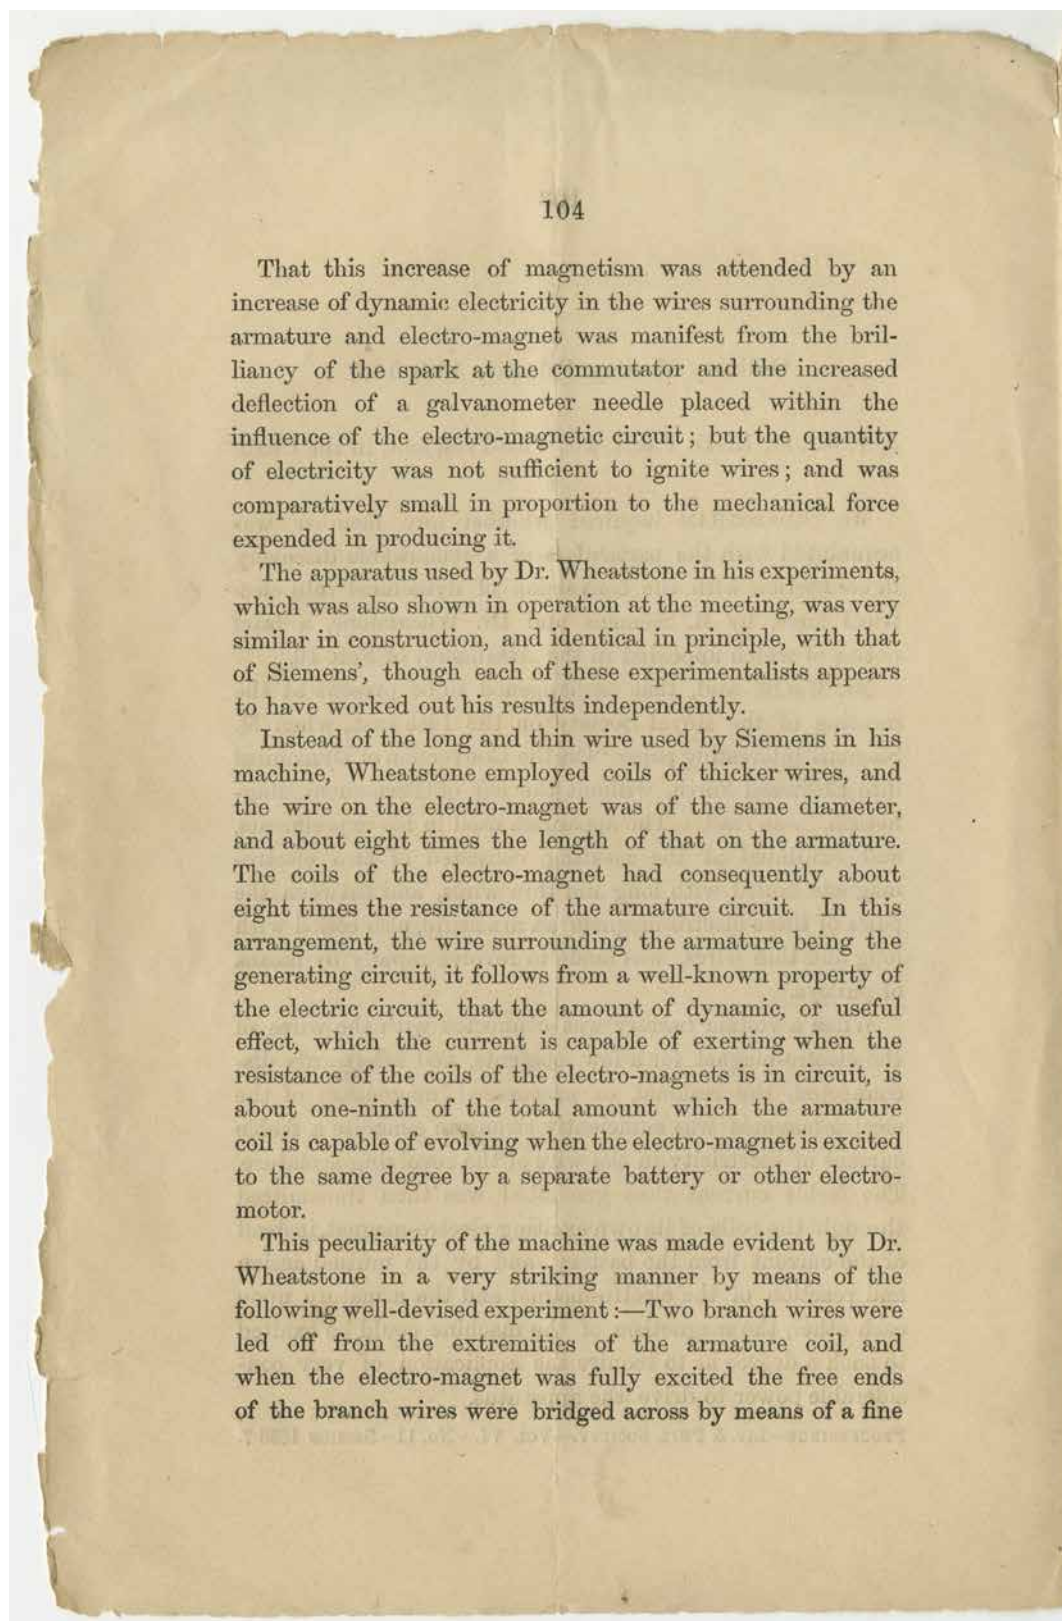 104
That this increase of magnetism was attended by an
increase of dynamic electricity in the wires surrounding the
armature and electro-magnet was manifest from the bril-
liancy of the spark at the commutator and the increased
deflection of a galvanometer needle placed within the
influence of the electro-magnetic circuit; but the quantity
of electricity was not sufficient to ignite wires; and was
comparatively small in proportion to the mechanical force
expended in producing it.
The apparatus used by Dr. Wheatstone in his experiments,
which was also shown in operation at the meeting, was very
similar in construction, and identical in principle, with that
of Siemens', though each of these experimentalists appears
to have worked out his results independently.
Instead of the long and thin wire used by Siemens in his
machine, Wheatstone employed coils of thicker wires, and
the wire on the electro-magnet was of the same diameter,
and about eight times the length of that on the armature.
The coils of the electro-magnet had consequently about
eight times the resistance of the armature circuit. In this
arrangement, the wire surrounding the armature being the
generating circuit, it follows from a well-known property of
the electric circuit, that the amount of dynamic, or useful
effect, which the current is capable of exerting when the
resistance of the coils of the electro-magnets is in circuit, is
about one-ninth of the total amount which the armature
coil is capable of evolving when the electro-magnet is excited
to the same degree by a separate battery or other electro-
motor.
This peculiarity of the machine was made evident by Dr.
Wheatstone in a very striking manner by means of the
following well-devised experiment:—Two branch wires were
led off from the extremities of the armature coil, and
when the electro-magnet was fully excited the free ends
of the branch wires were bridged across by means of a fine